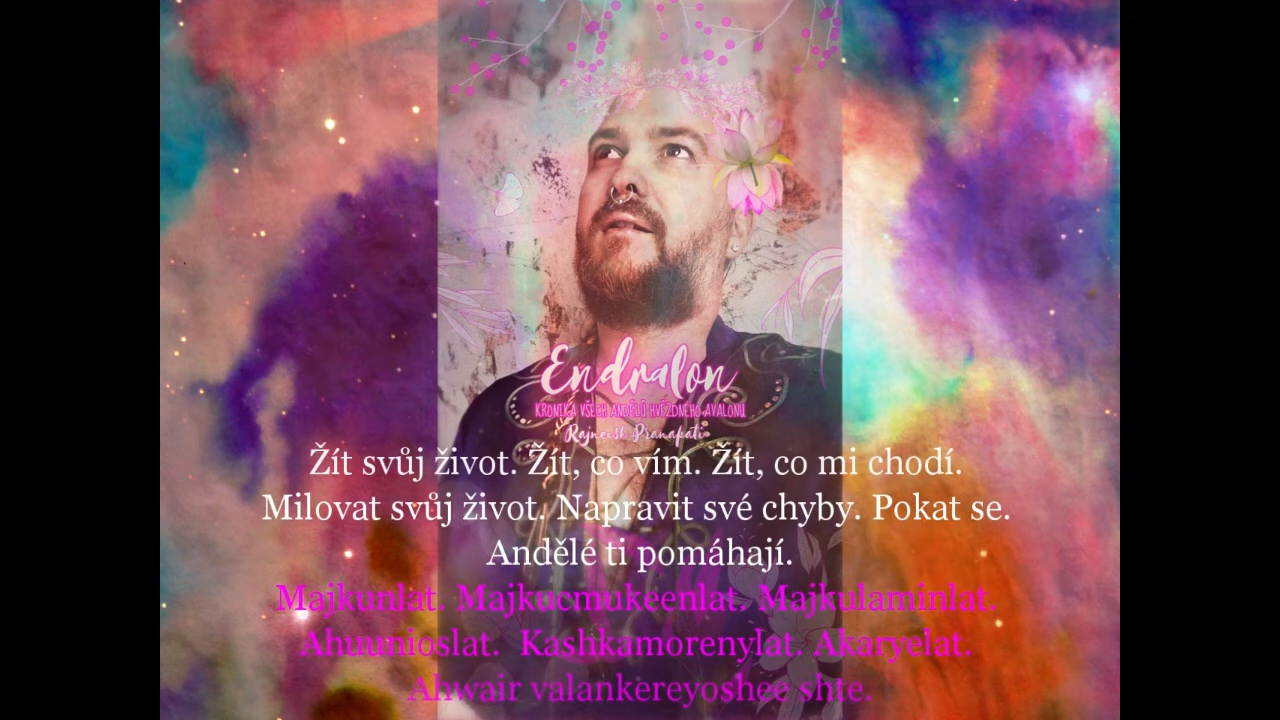 Endralon
KRONIKA VŠECH ANDĚLŮ HVĚZDNÉHO AVALONU
Rajneesh Pranapati
Žít svůj život. Žít, co vím. Žít, co mi chodí.
Milovat svůj život. Napravit své chyby. Pokat se.
Andělé ti pomáhají.
Majkunlat. Majkucmukeenlat. Majkulaminlat.
Ahuunioslat. Kashkamorenylat. Akaryelat.
Ahwair valankereyoshee shte.